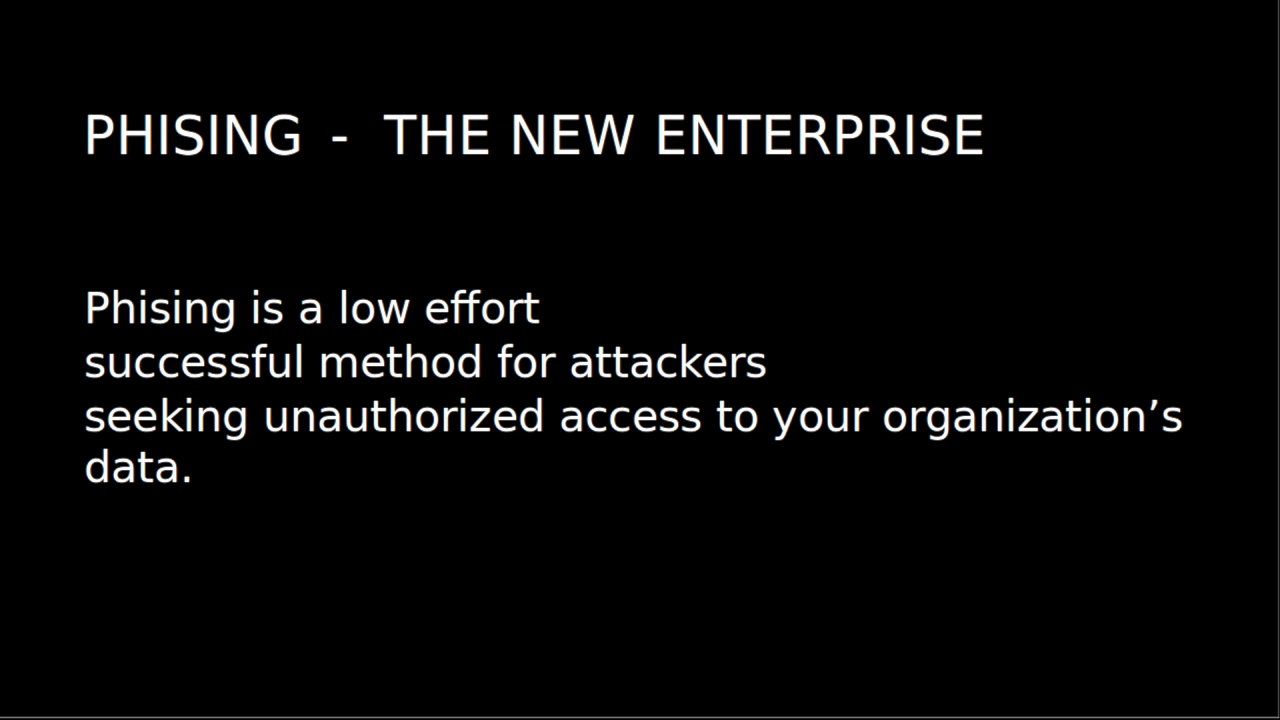 PHISING - THE NEW ENTERPRISE
Phising is a low effort
successful method for attackers
seeking unauthorized access to your organization’s
data.